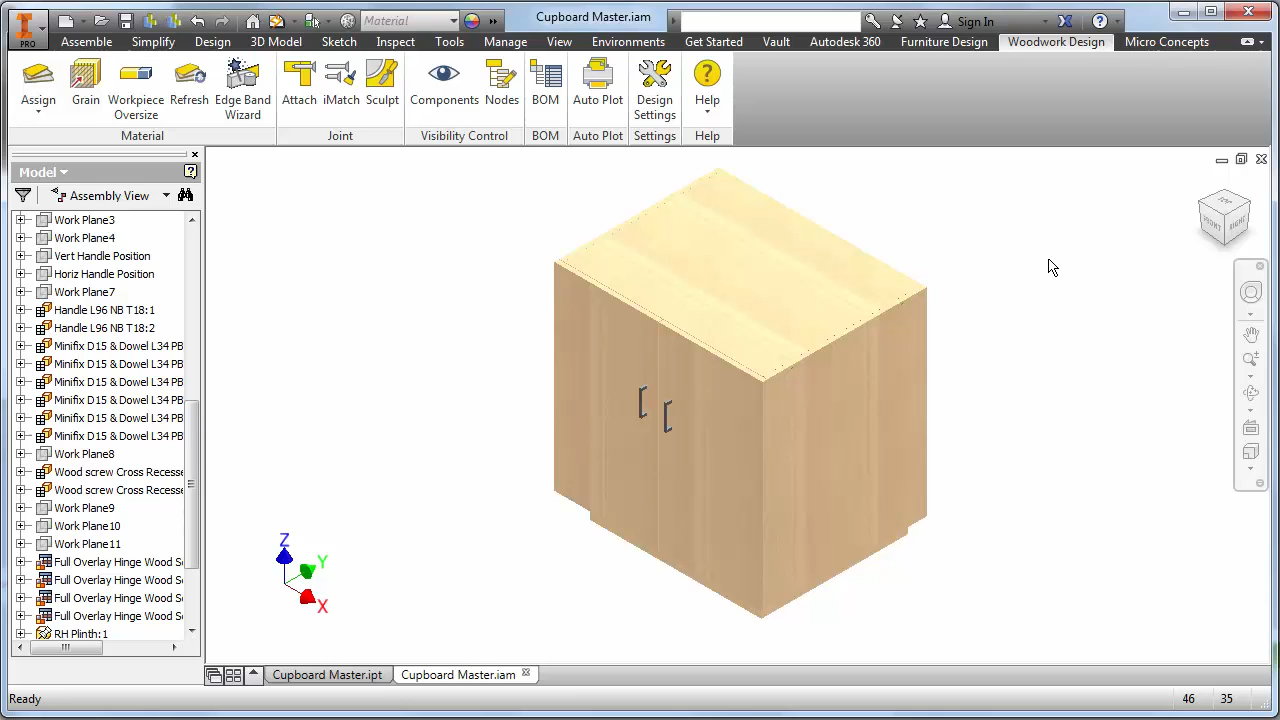 Material
Cupboard Master.iam
Sign In
PRO
Assemble Simplify Design 3D Model Sketch Inspect Tools Manage View Environments Get Started Vault Autodesk 360 Furniture Design Woodwork Design Micro Concepts
Assign Grain Workpiece Oversize Refresh Edge Band Wizard Attach iMatch Sculpt Components Nodes BOM Auto Plot Design Settings Help
Material Joint Visibility Control BOM Auto Plot Settings Help
Model
Assembly View
Work Plane3
Work Plane4
Vert Handle Position
Horiz Handle Position
Work Plane7
Handle L96 NB T18:1
Handle L96 NB T18:2
Minifix D15 & Dowel L34 PB
Minifix D15 & Dowel L34 PB
Minifix D15 & Dowel L34 PB
Minifix D15 & Dowel L34 PB
Minifix D15 & Dowel L34 PB
Minifix D15 & Dowel L34 PB
Work Plane8
Wood screw Cross Recesse
Wood screw Cross Recesse
Work Plane9
Work Plane10
Work Plane11
Full Overlay Hinge Wood S
Full Overlay Hinge Wood S
Full Overlay Hinge Wood S
Full Overlay Hinge Wood S
RH Plinth:1
TOP
FRONT
RIGHT
Z
Y
X
Cupboard Master.ipt Cupboard Master.iam
Ready 46 35